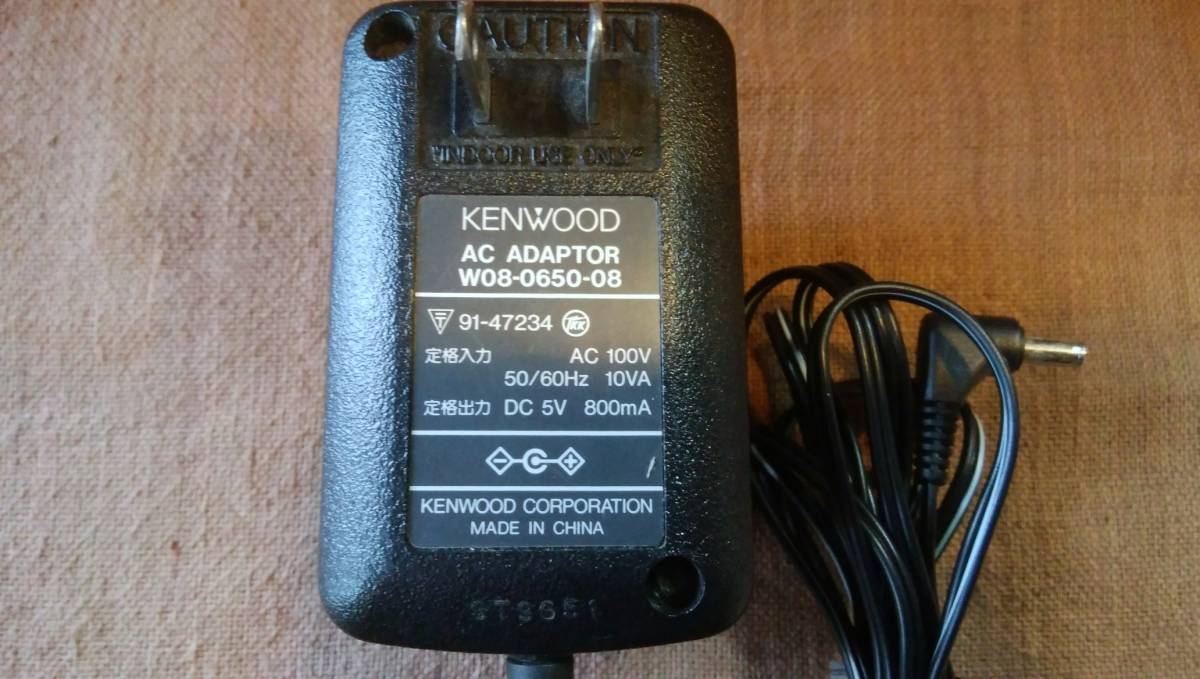 CAUTION
"INDOOR USE ONLY"
KENWOOD
AC ADAPTOR
W08-0650-08
T 91-47234 TKK
定格入力 AC 100V
50/60Hz 10VA
定格出力 DC 5V 800mA
KENWOOD CORPORATION
MADE IN CHINA